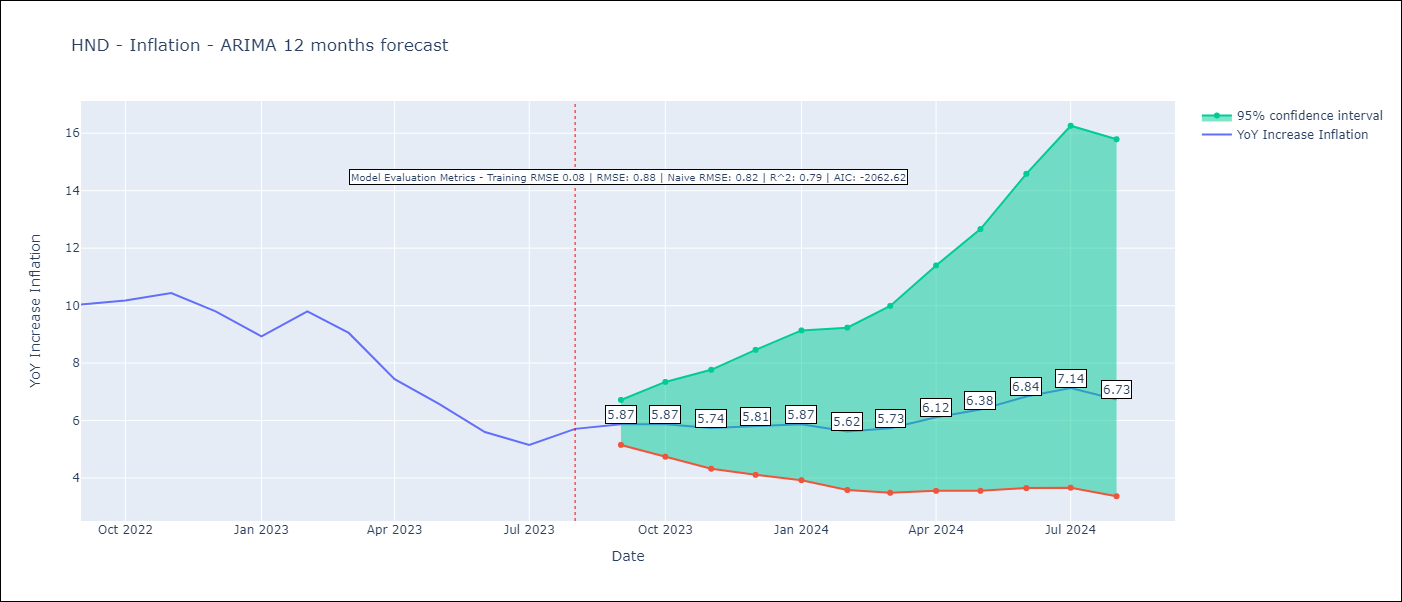 HND - Inflation - ARIMA 12 months forecast
95% confidence interval
YoY Increase Inflation
Model Evaluation Metrics - Training RMSE 0.08 | RMSE: 0.88 | Naive RMSE: 0.82 | R^2: 0.79 | AIC: -2062.62
YoY Increase Inflation
16
14
12
10
8
6
4
5.87
5.87
5.74
5.81
5.87
5.62
5.73
6.12
6.38
6.84
7.14
6.73
Oct 2022
Jan 2023
Apr 2023
Jul 2023
Oct 2023
Jan 2024
Apr 2024
Jul 2024
Date